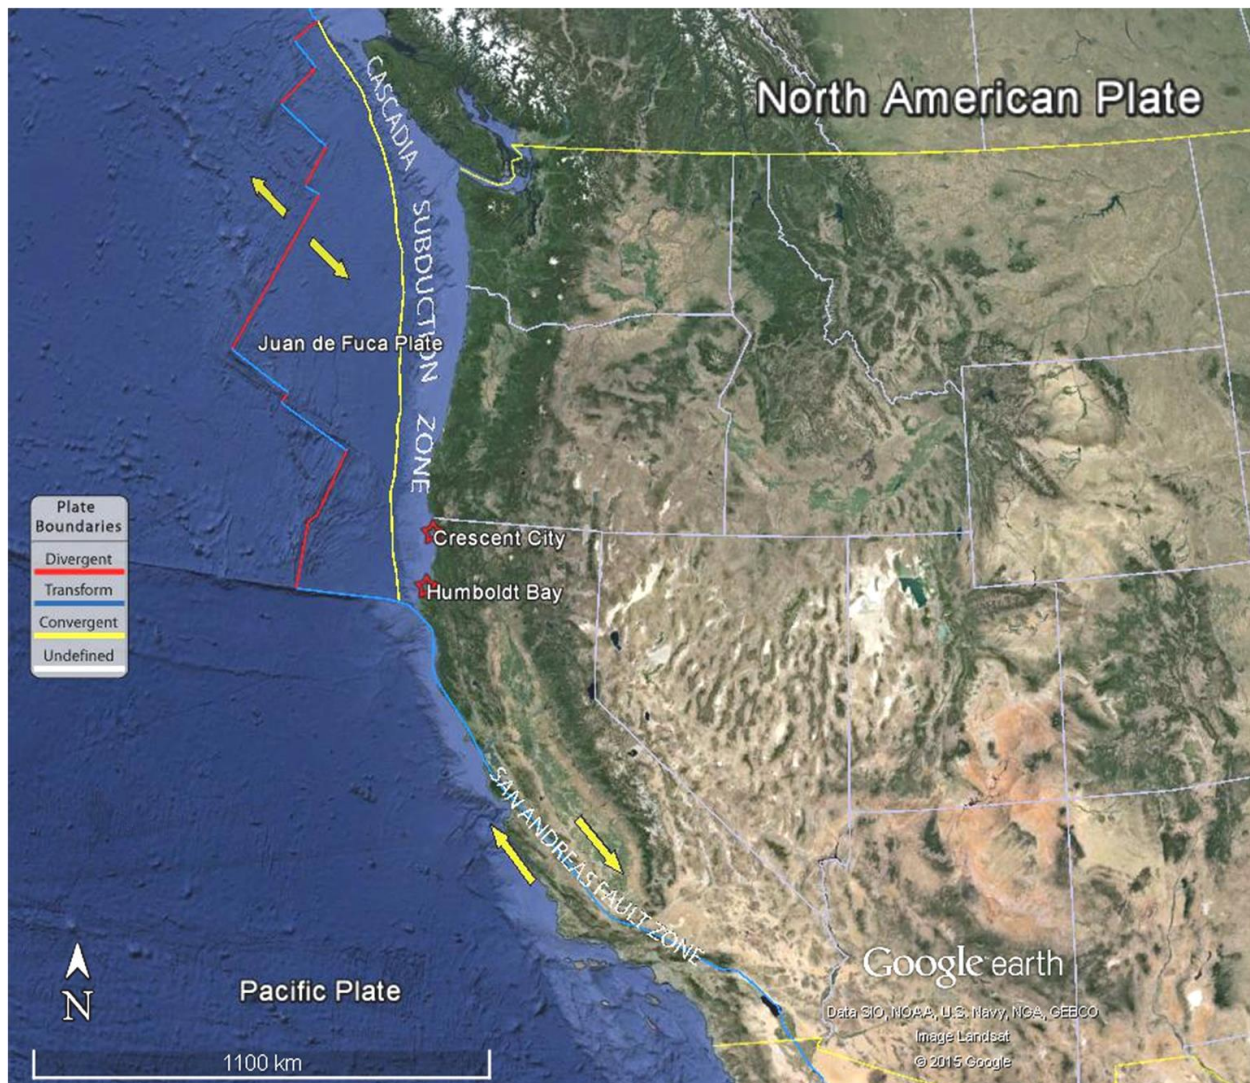 North American Plate
CASCADIA SUBDUCTION ZONE
Juan de Fuca Plate
Plate
Boundaries
Divergent
Transform
Convergent
Undefined
Crescent City
Humboldt Bay
SAN ANDREAS FAULT ZONE
Pacific Plate
N
1100 km
Google earth
Data SIO, NOAA, U.S. Navy, NGA, GEBCO
Image Landsat
© 2015 Google